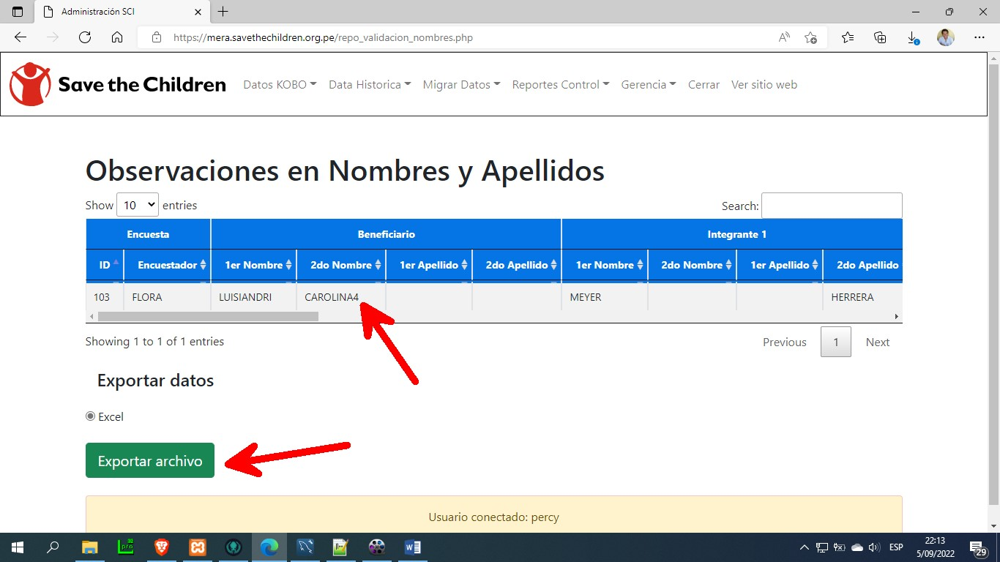 Administración SCI
https://mera.savethechildren.org.pe/repo_validacion_nombres.php
Save the Children Datos KOBO Data Historica Migrar Datos Reportes Control Gerencia Cerrar Ver sitio web
Observaciones en Nombres y Apellidos
Show 10 entries Search:
Encuesta Beneficiario Integrante 1
ID Encuestador 1er Nombre 2do Nombre 1er Apellido 2do Apellido 1er Nombre 2do Nombre 1er Apellido 2do Apellido
103 FLORA LUISIANDRI CAROLINA4 MEYER HERRERA
Showing 1 to 1 of 1 entries Previous 1 Next
Exportar datos
Excel
Exportar archivo
Usuario conectado: percy
ESP 22:13
5/09/2022 29